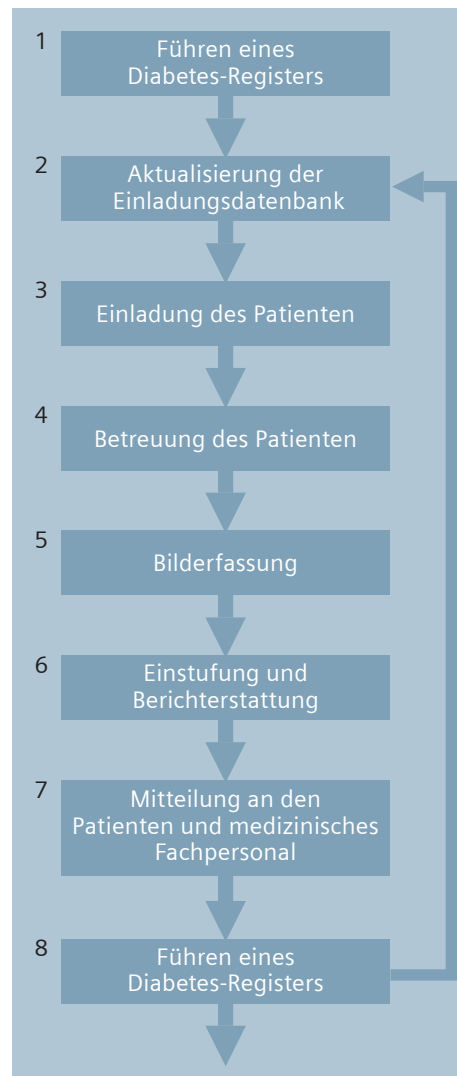 1
Führen eines
Diabetes-Registers
2
Aktualisierung der
Einladungsdatenbank
3
Einladung des Patienten
4
Betreuung des Patienten
5
Bilderfassung
6
Einstufung und
Berichterstattung
7
Mitteilung an den
Patienten und medizinisches
Fachpersonal
8
Führen eines
Diabetes-Registers